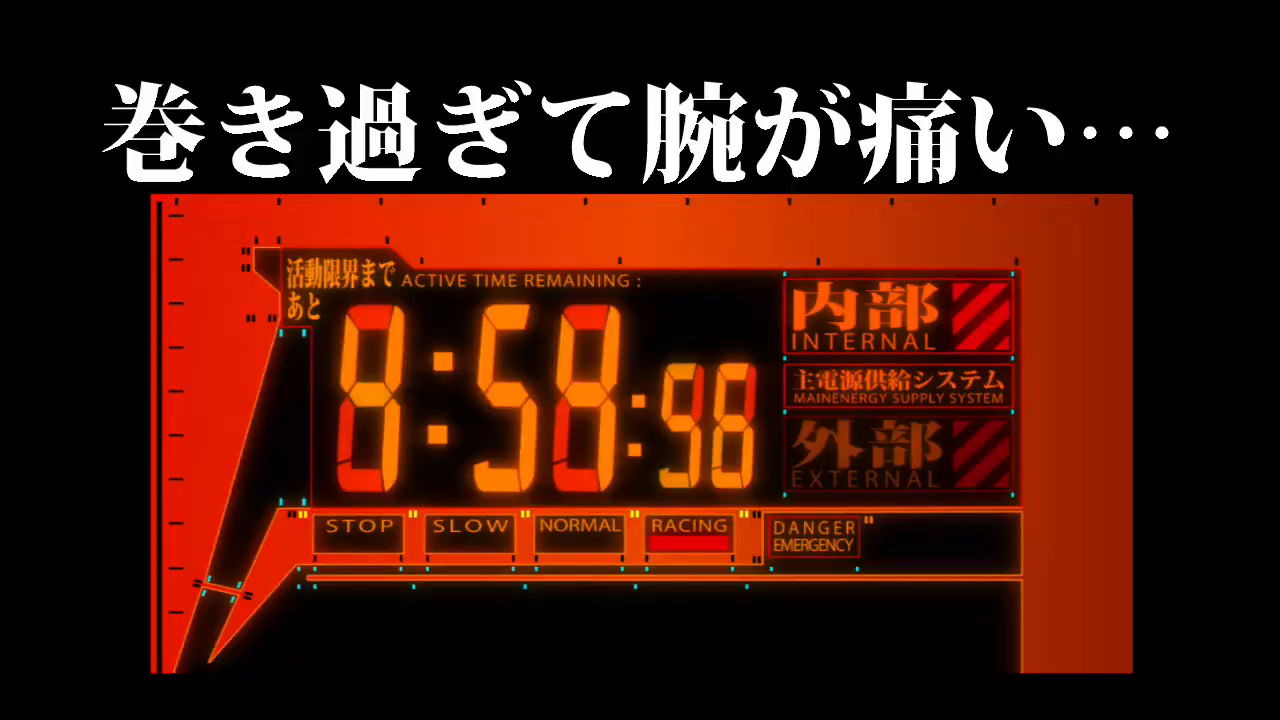 巻き過ぎて腕が痛い…
活動限界まで
あと
ACTIVE TIME REMAINING :
8:58:98
内部
INTERNAL
主電源供給システム
MAINENERGY SUPPLY SYSTEM
外部
EXTERNAL
STOP
SLOW
NORMAL
RACING
DANGER
EMERGENCY